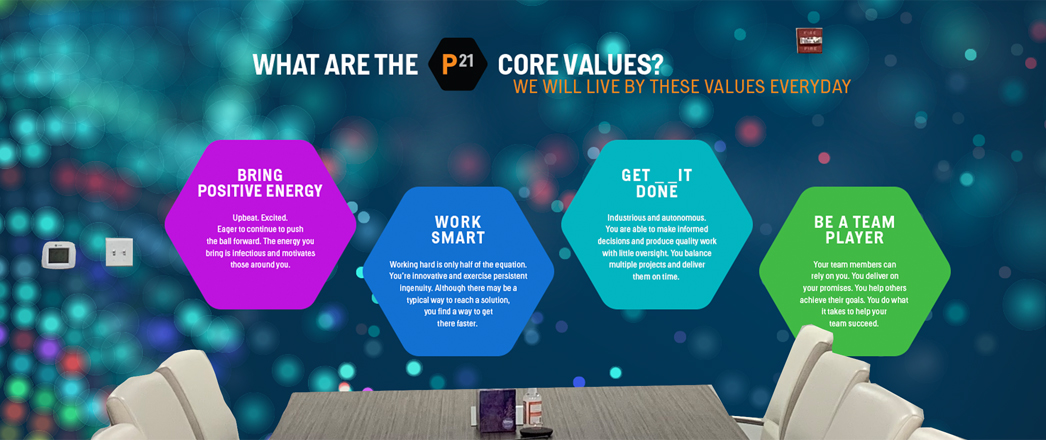 WHAT ARE THE P21 CORE VALUES?
WE WILL LIVE BY THESE VALUES EVERYDAY
BRING
POSITIVE ENERGY
Upbeat. Excited.
Eager to continue to push
the ball forward. The energy you
bring is infectious and motivates
those around you.
WORK
SMART
Working hard is only half of the equation.
You're innovative and exercise persistent
ingenuity. Although there may be a
typical way to reach a solution,
you find a way to get
there faster.
GET _ _IT
DONE
Industrious and autonomous.
You are able to make informed
decisions and produce quality work
with little oversight. You balance
multiple projects and deliver
them on time.
BE A TEAM
PLAYER
Your team members can
rely on you. You deliver on
your promises. You help others
achieve their goals. You do what
it takes to help your
team succeed.